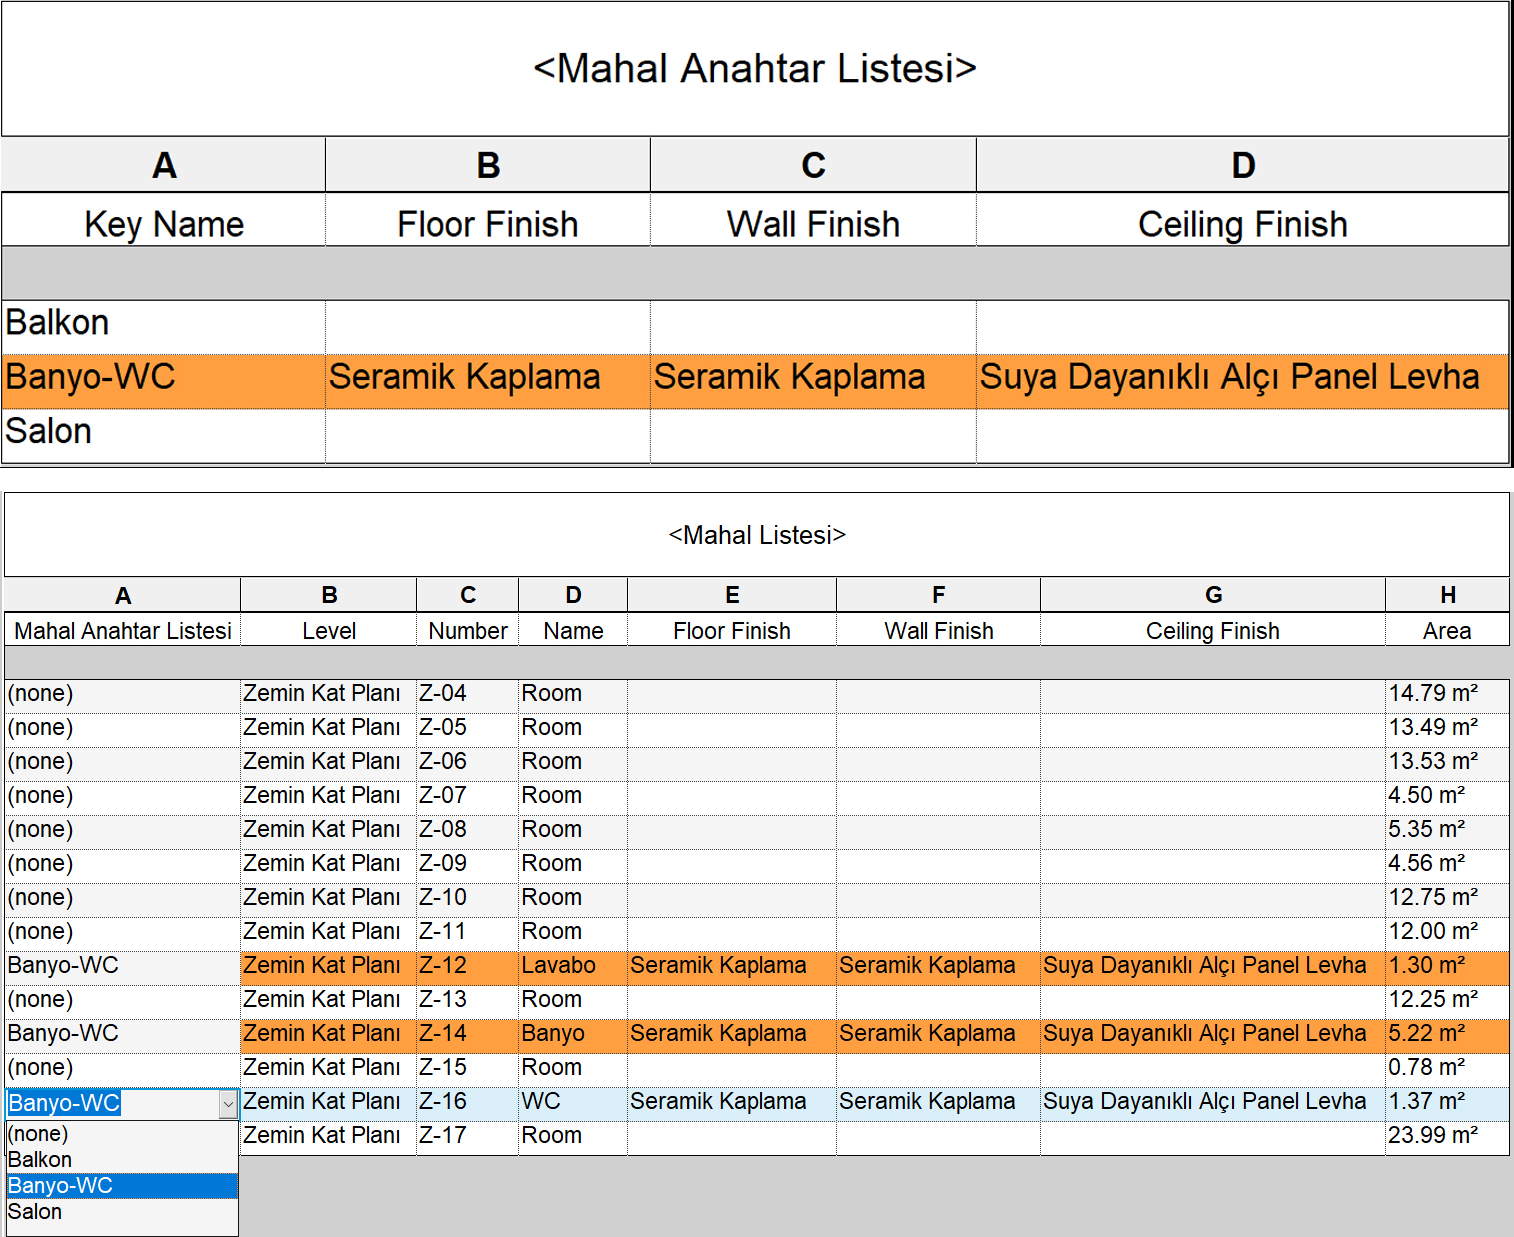 <Mahal Anahtar Listesi>
A B C D
Key Name Floor Finish Wall Finish Ceiling Finish
Balkon
Banyo-WC Seramik Kaplama Seramik Kaplama Suya Dayanıklı Alçı Panel Levha
Salon
<Mahal Listesi>
A B C D E F G H
Mahal Anahtar Listesi Level Number Name Floor Finish Wall Finish Ceiling Finish Area
(none) Zemin Kat Planı Z-04 Room 14.79 m²
(none) Zemin Kat Planı Z-05 Room 13.49 m²
(none) Zemin Kat Planı Z-06 Room 13.53 m²
(none) Zemin Kat Planı Z-07 Room 4.50 m²
(none) Zemin Kat Planı Z-08 Room 5.35 m²
(none) Zemin Kat Planı Z-09 Room 4.56 m²
(none) Zemin Kat Planı Z-10 Room 12.75 m²
(none) Zemin Kat Planı Z-11 Room 12.00 m²
Banyo-WC Zemin Kat Planı Z-12 Lavabo Seramik Kaplama Seramik Kaplama Suya Dayanıklı Alçı Panel Levha 1.30 m²
(none) Zemin Kat Planı Z-13 Room 12.25 m²
Banyo-WC Zemin Kat Planı Z-14 Banyo Seramik Kaplama Seramik Kaplama Suya Dayanıklı Alçı Panel Levha 5.22 m²
(none) Zemin Kat Planı Z-15 Room 0.78 m²
Banyo-WC Zemin Kat Planı Z-16 WC Seramik Kaplama Seramik Kaplama Suya Dayanıklı Alçı Panel Levha 1.37 m²
(none) Zemin Kat Planı Z-17 Room 23.99 m²
Balkon
Banyo-WC
Salon